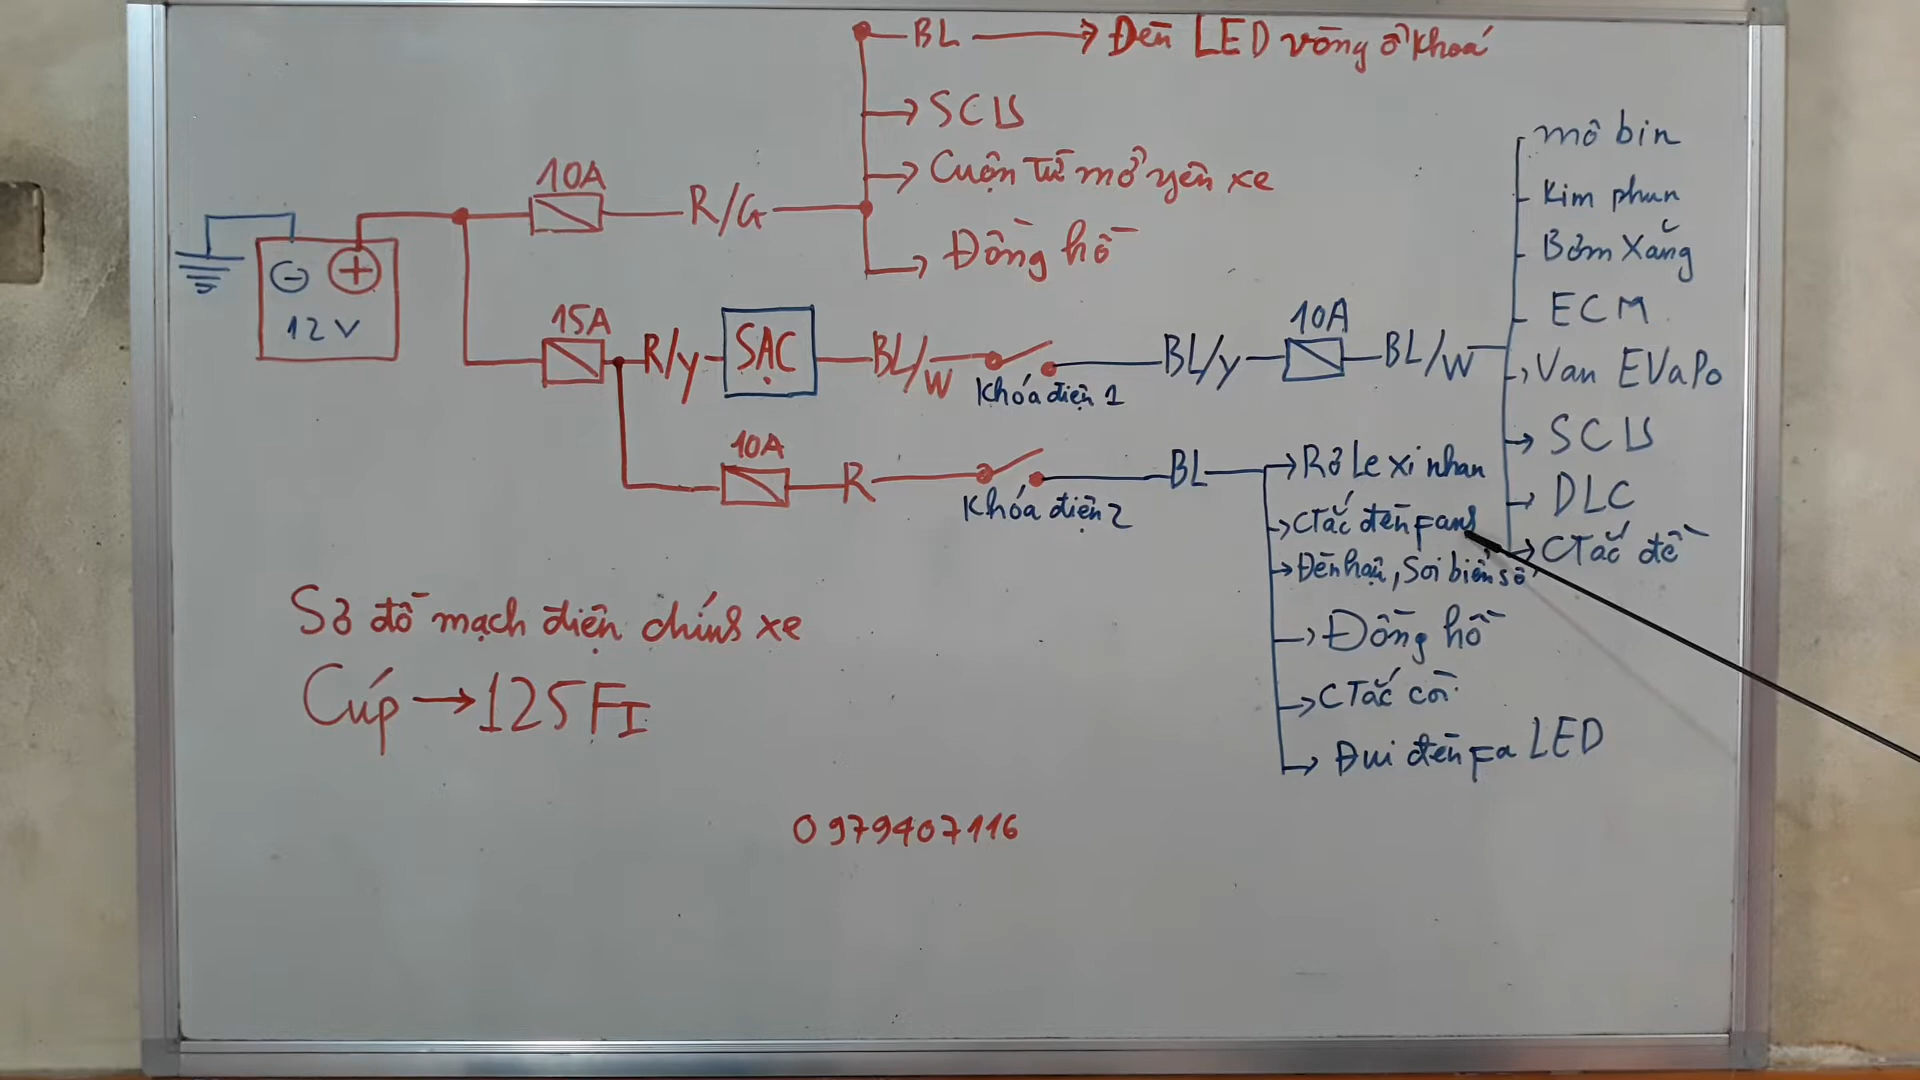 BL → Đèn LED vòng ổ khoá
→ SCU
→ Cuộn từ mở yên xe
10A R/G
→ Đồng hồ
⊖ ⊕
12V
15A R/y SẠC BL/W Khóa điện 1 BL/y 10A BL/W
mô bin
Kim phun
Bơm Xăng
ECM
→ Van EVaPo
→ SCU
→ DLC
→ CTắc đề
10A R Khóa điện 2 BL
→ Rơ Le xi nhan
→ CTắc đèn Fanh
→ Đèn hậu, Soi biển số
→ Đồng hồ
→ CTắc còi
→ Đui đèn Fa LED
Sơ đồ mạch điện chính xe
Cúp → 125 FI
0979407116